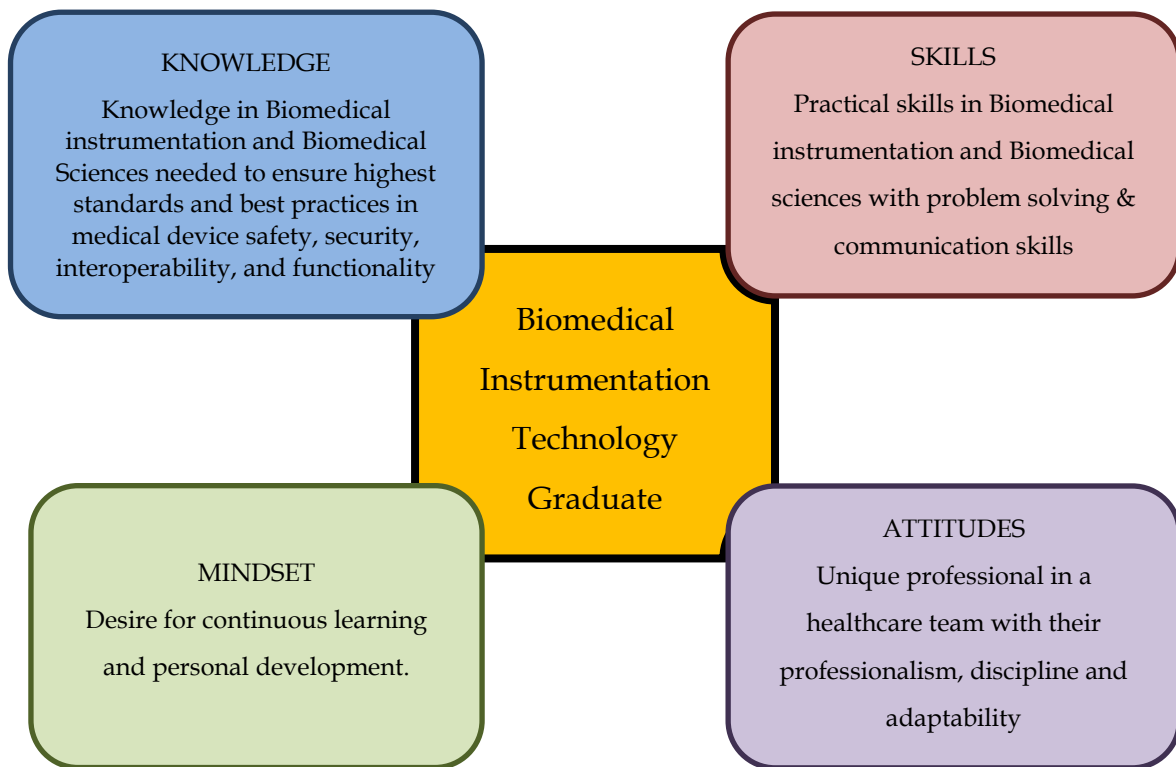 KNOWLEDGE
Knowledge in Biomedical
instrumentation and Biomedical
Sciences needed to ensure highest
standards and best practices in
medical device safety, security,
interoperability, and functionality
SKILLS
Practical skills in Biomedical
instrumentation and Biomedical
sciences with problem solving &
communication skills
Biomedical
Instrumentation
Technology
Graduate
MINDSET
Desire for continuous learning
and personal development.
ATTITUDES
Unique professional in a
healthcare team with their
professionalism, discipline and
adaptability